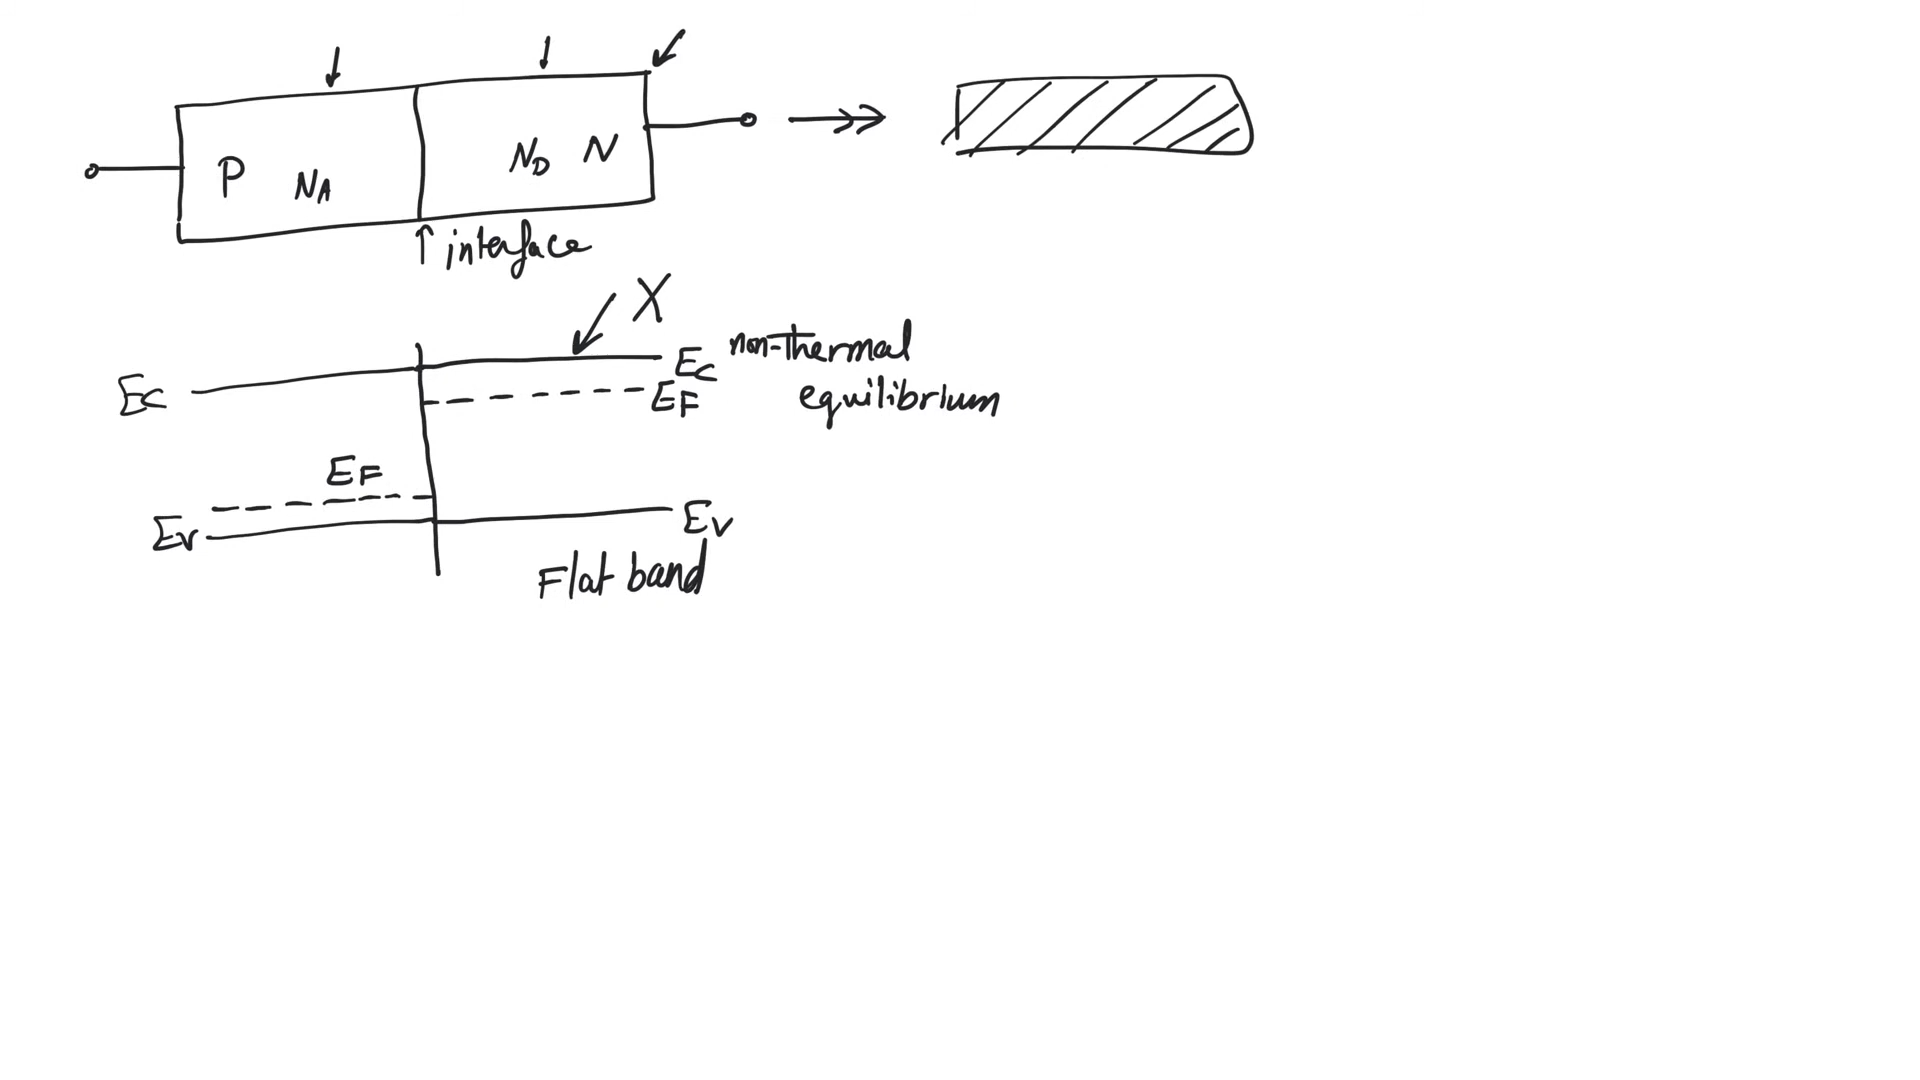 P NA ND N
↑ interface
X
EC EC non-thermal
EF equilibrium
EF
EV EV
Flat band